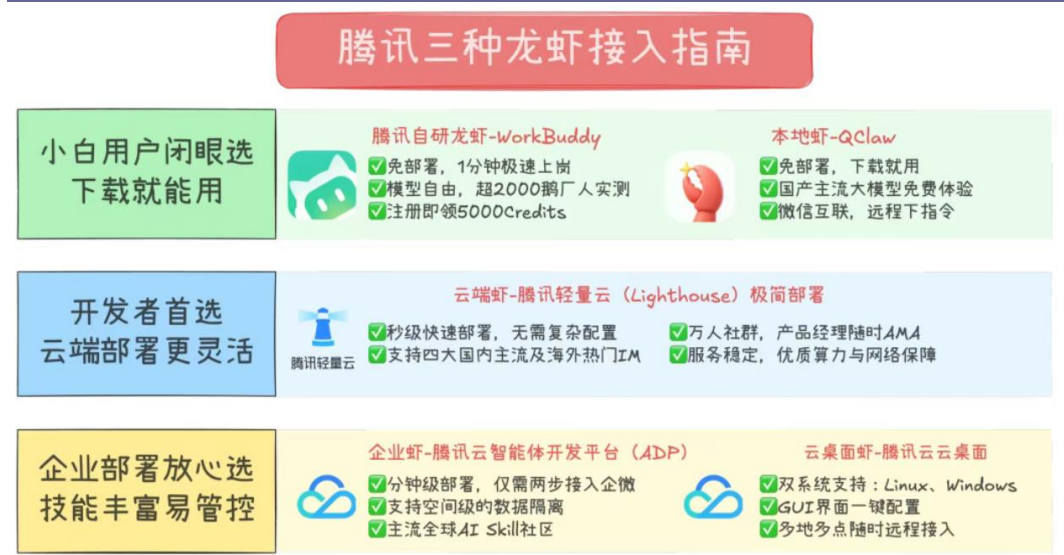 腾讯三种龙虾接入指南
小白用户闭眼选
下载就能用
腾讯自研龙虾-WorkBuddy
✅免部署，1分钟极速上岗
✅模型自由，超2000鹅厂人实测
✅注册即领5000Credits
本地虾-QClaw
✅免部署，下载就用
✅国产主流大模型免费体验
✅微信互联，远程下指令
开发者首选
云端部署更灵活
云端虾-腾讯轻量云（Lighthouse）极简部署
腾讯轻量云
✅秒级快速部署，无需复杂配置
✅支持四大国内主流及海外热门IM
✅万人社群，产品经理随时AMA
✅服务稳定，优质算力与网络保障
企业部署放心选
技能丰富易管控
企业虾-腾讯云智能体开发平台（ADP）
✅分钟级部署，仅需两步接入企微
✅支持空间级的数据隔离
✅主流全球AI Skill社区
云桌面虾-腾讯云云桌面
✅双系统支持：Linux、Windows
✅GUI界面一键配置
✅多地多点随时远程接入